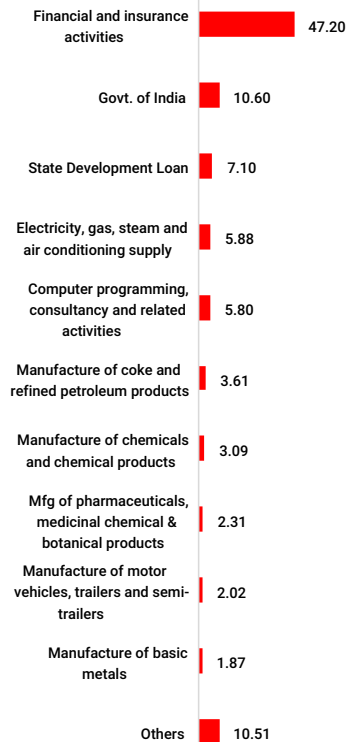 Financial and insurance
activities
47.20
Govt. of India
10.60
State Development Loan
7.10
Electricity, gas, steam and
air conditioning supply
5.88
Computer programming,
consultancy and related
activities
5.80
Manufacture of coke and
refined petroleum products
3.61
Manufacture of chemicals
and chemical products
3.09
Mfg of pharmaceuticals,
medicinal chemical &
botanical products
2.31
Manufacture of motor
vehicles, trailers and semi-
trailers
2.02
Manufacture of basic
metals
1.87
Others
10.51